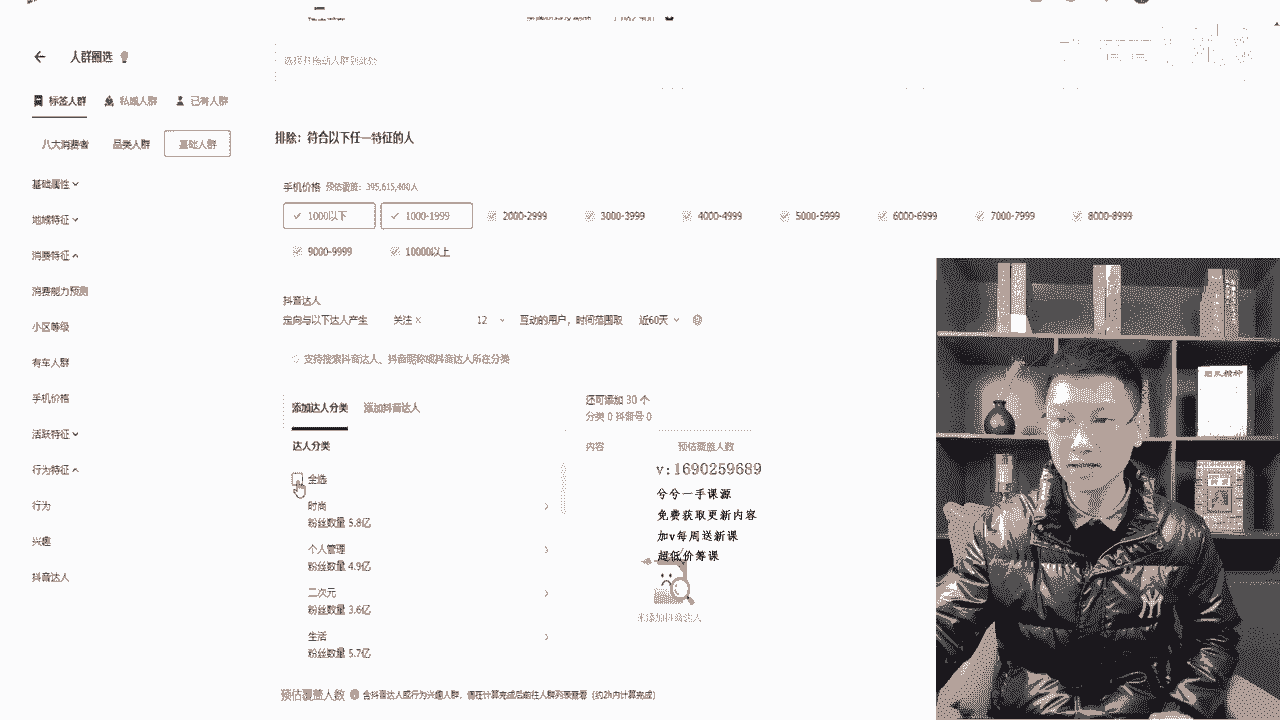 人群圈选
选择并拖动人群到此处
标签人群 私域人群 已有人群
排除：符合以下任一特征的人
八大消费者 品类人群 基础人群
基础属性
手机价格 预估覆盖：395,615,400人
地域特征
1000以下 1000-1999 2000-2999 3000-3999 4000-4999 5000-5999 6000-6999 7000-7999 8000-8999
消费特征
9000-9999 10000以上
消费能力预测
抖音达人
小区等级
定向与以下达人产生 关注 × 12 互动的用户，时间范围取 近60天
有车人群
支持搜索抖音达人、抖音昵称或抖音达人所在分类
手机价格
添加达人分类 添加抖音达人
还可添加 30 个
分类 0 抖音号 0
活跃特征
达人分类
内容 预估覆盖人数
行为特征
全选
v:1690259689
兮兮一手课源
免费获取更新内容
加v每周送新课
超低价筹课
行为
时尚
粉丝数量 5.8亿
兴趣
个人管理
粉丝数量 4.9亿
抖音达人
二次元
粉丝数量 3.6亿
未添加抖音达人
生活
粉丝数量 5.7亿
预估覆盖人数 含抖音达人或行为兴趣人群，请在计算完成后前往人群列表查看（约2h内计算完成）